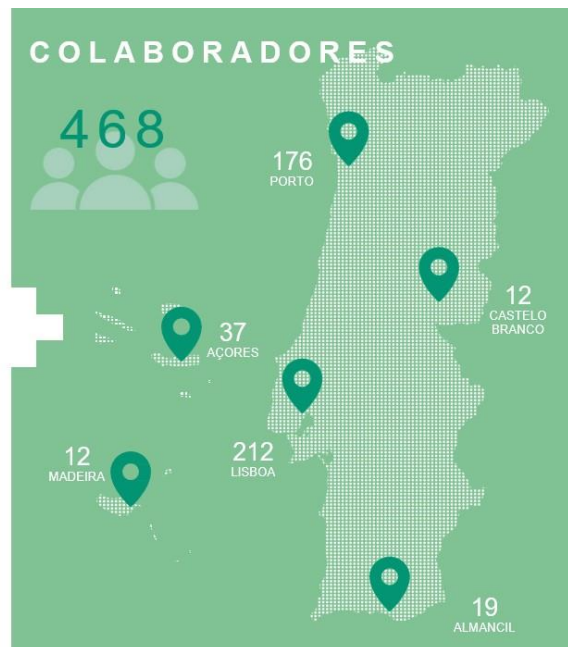 COLABORADORES
468
176
PORTO
12
CASTELO
BRANCO
37
AÇORES
212
LISBOA
12
MADEIRA
19
ALMANCIL